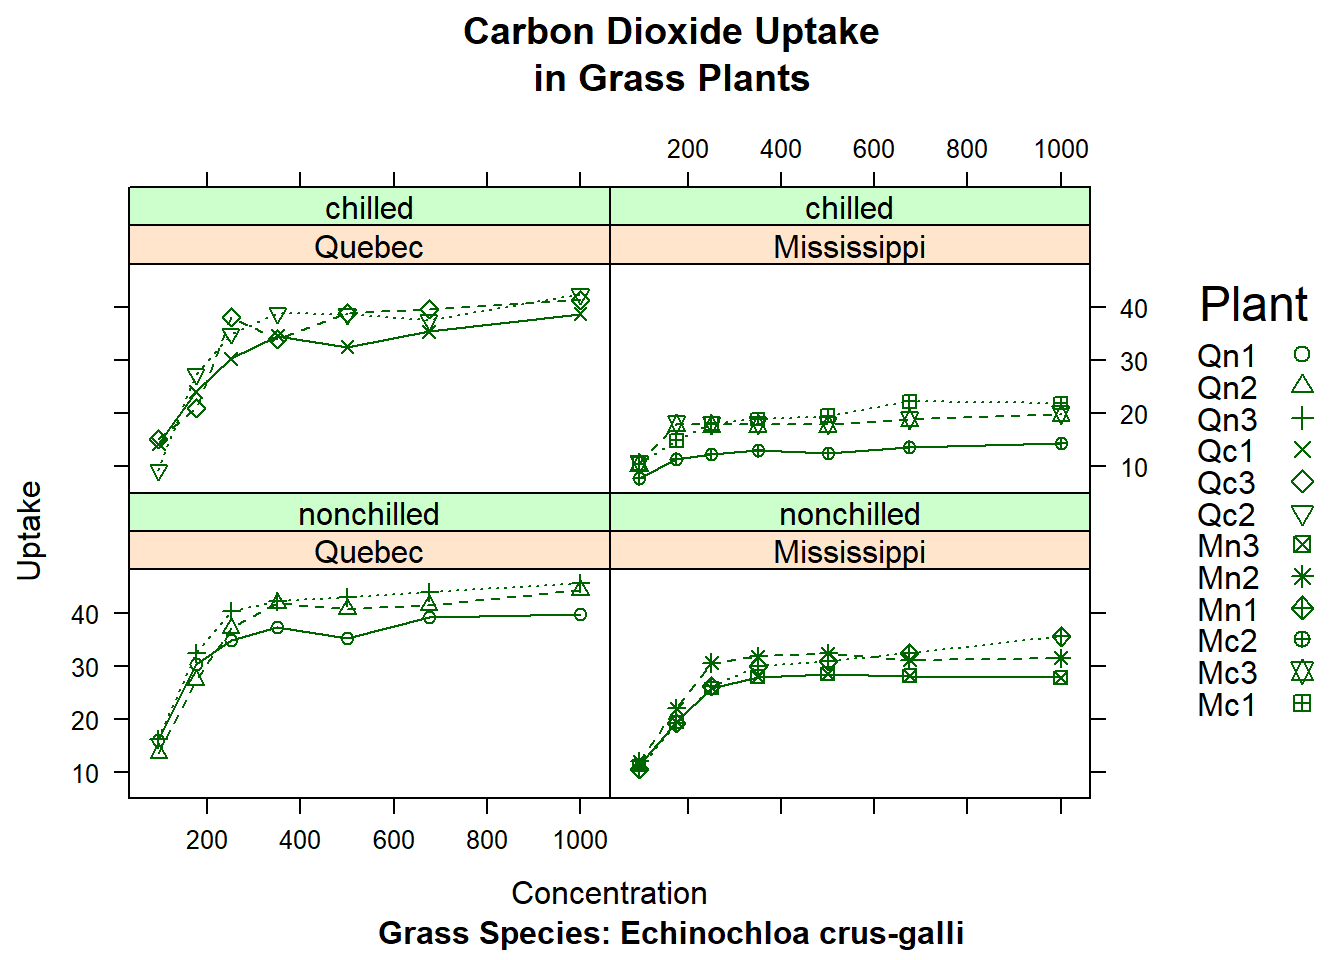 Carbon Dioxide Uptake
in Grass Plants
200 400 600 800 1000
chilled chilled
Quebec Mississippi
40
30
20
10
nonchilled nonchilled
Quebec Mississippi
40
30
20
10
Uptake
200 400 600 800 1000
Concentration
Grass Species: Echinochloa crus-galli
Plant
Qn1
Qn2
Qn3
Qc1
Qc3
Qc2
Mn3
Mn2
Mn1
Mc2
Mc3
Mc1